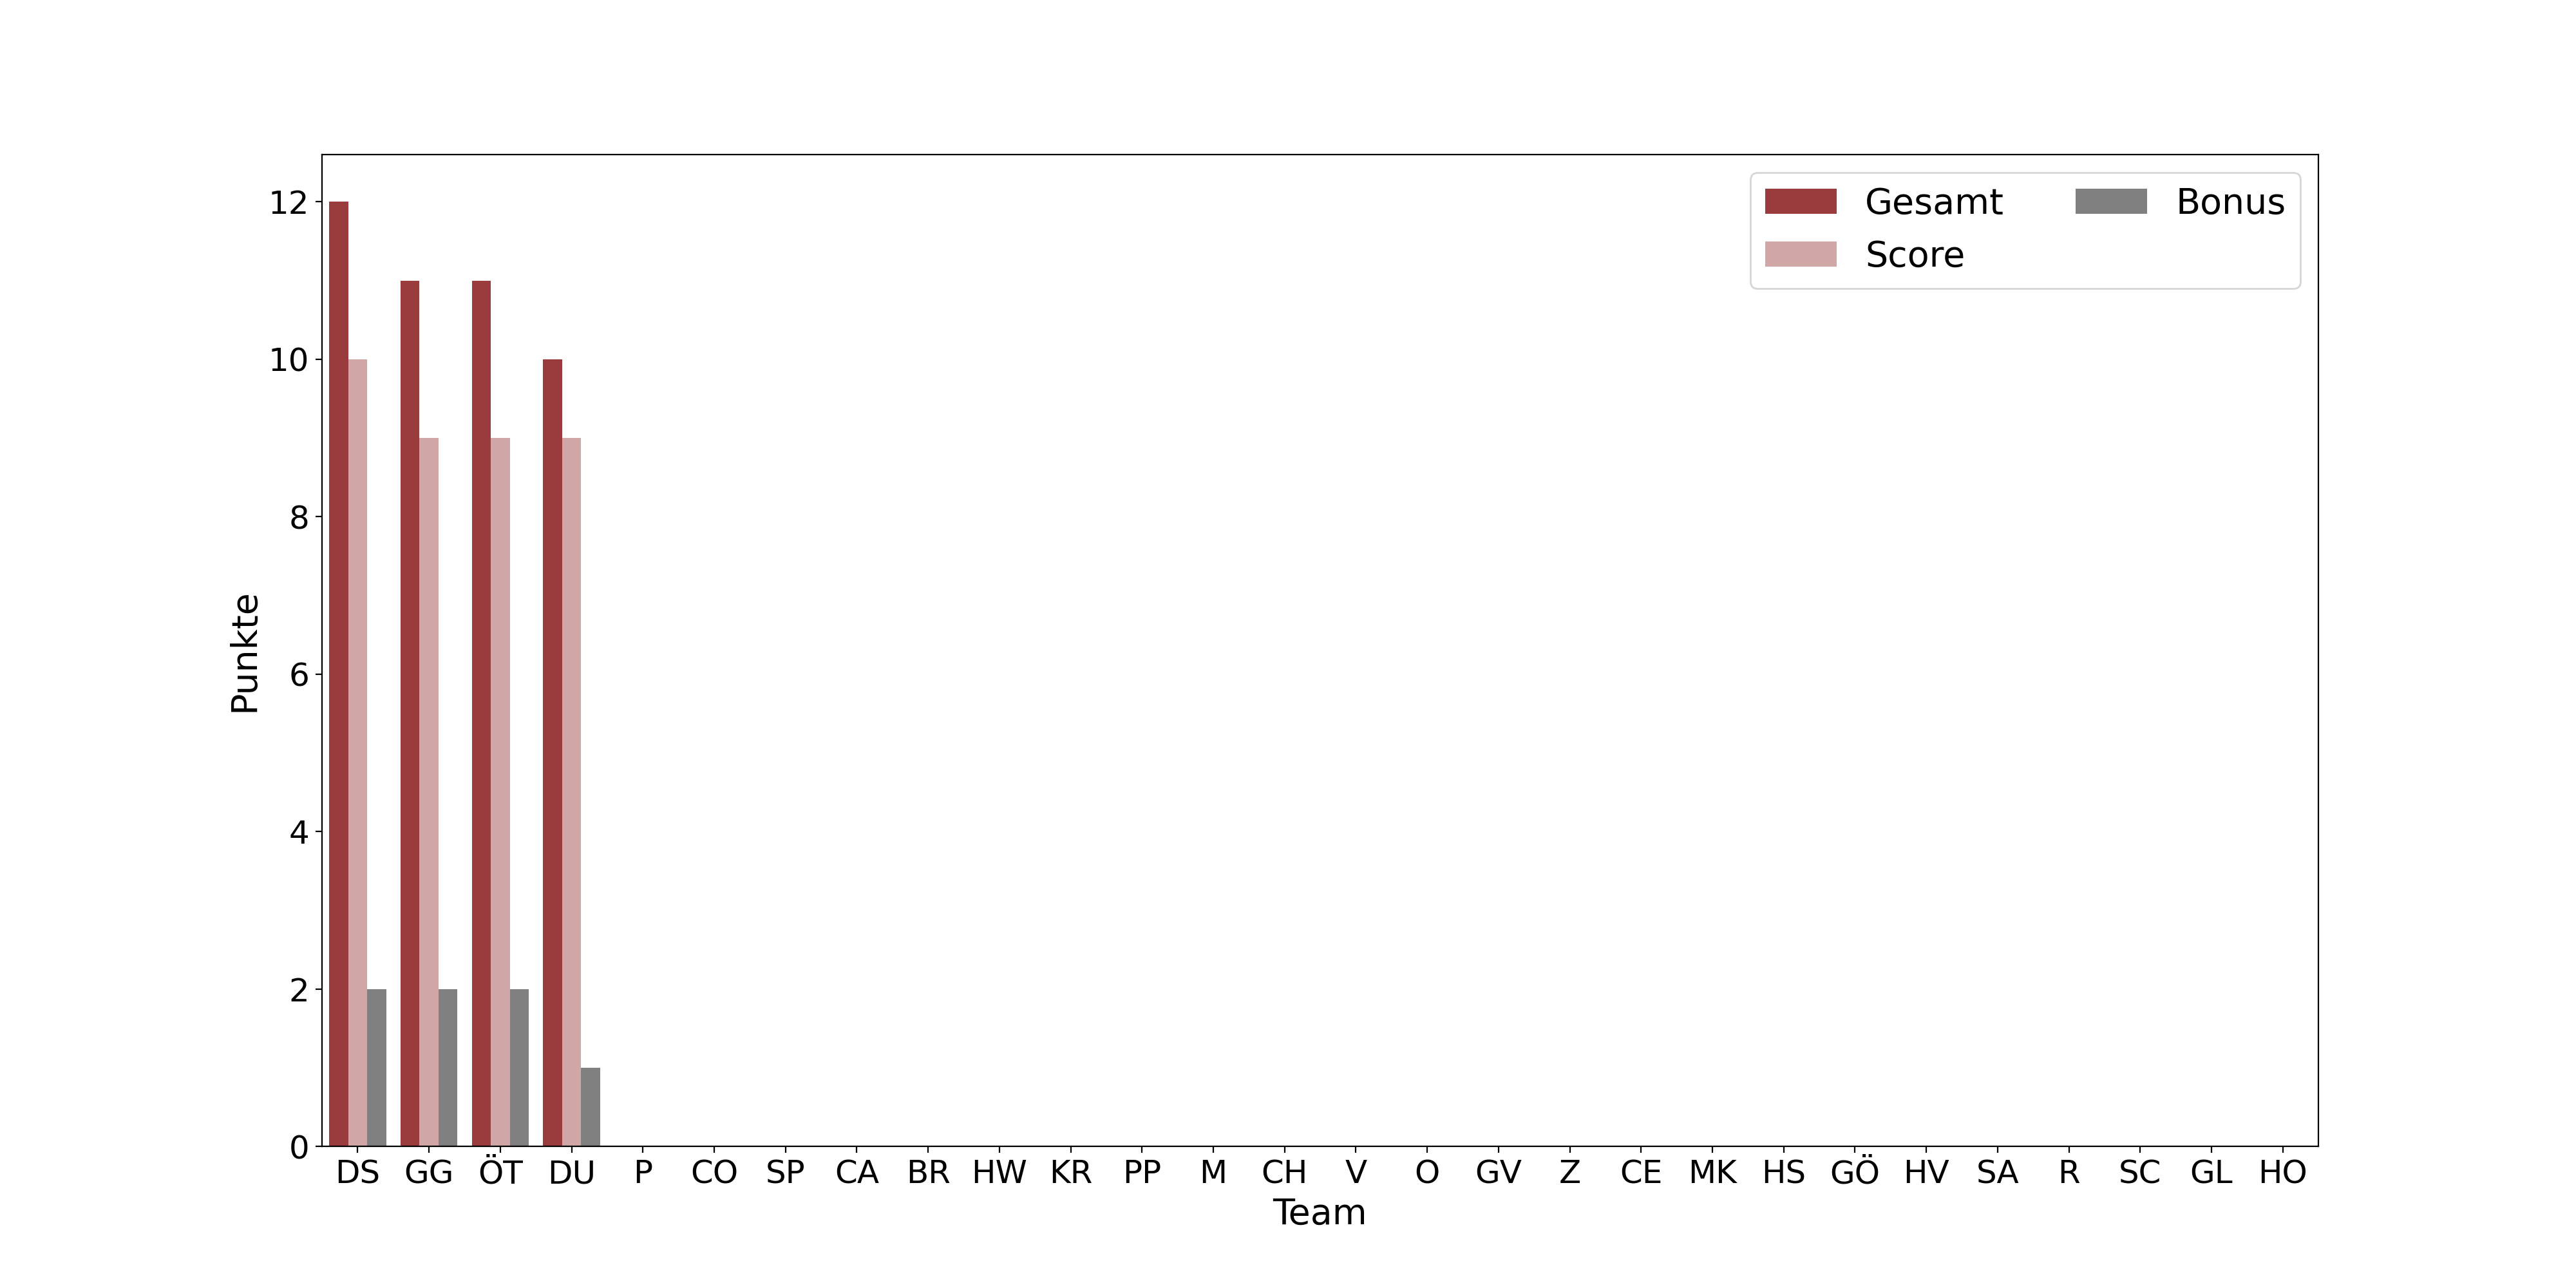 12
10
8
6
4
2
0
Punkte
Gesamt Bonus
Score
DS GG ÖT DU P CO SP CA BR HW KR PP M CH V O GV Z CE MK HS GÖ HV SA R SC GL HO
Team